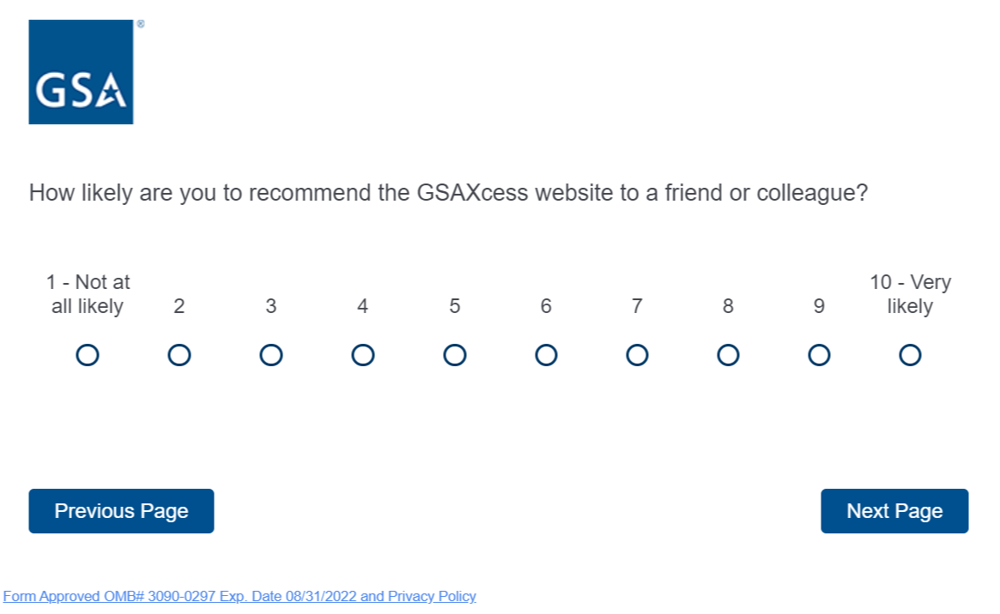 GSA
®
How likely are you to recommend the GSAXcess website to a friend or colleague?
1 - Not at
all likely
2
3
4
5
6
7
8
9
10 - Very
likely
Previous Page
Next Page
Form Approved OMB# 3090-0297 Exp. Date 08/31/2022 and Privacy Policy